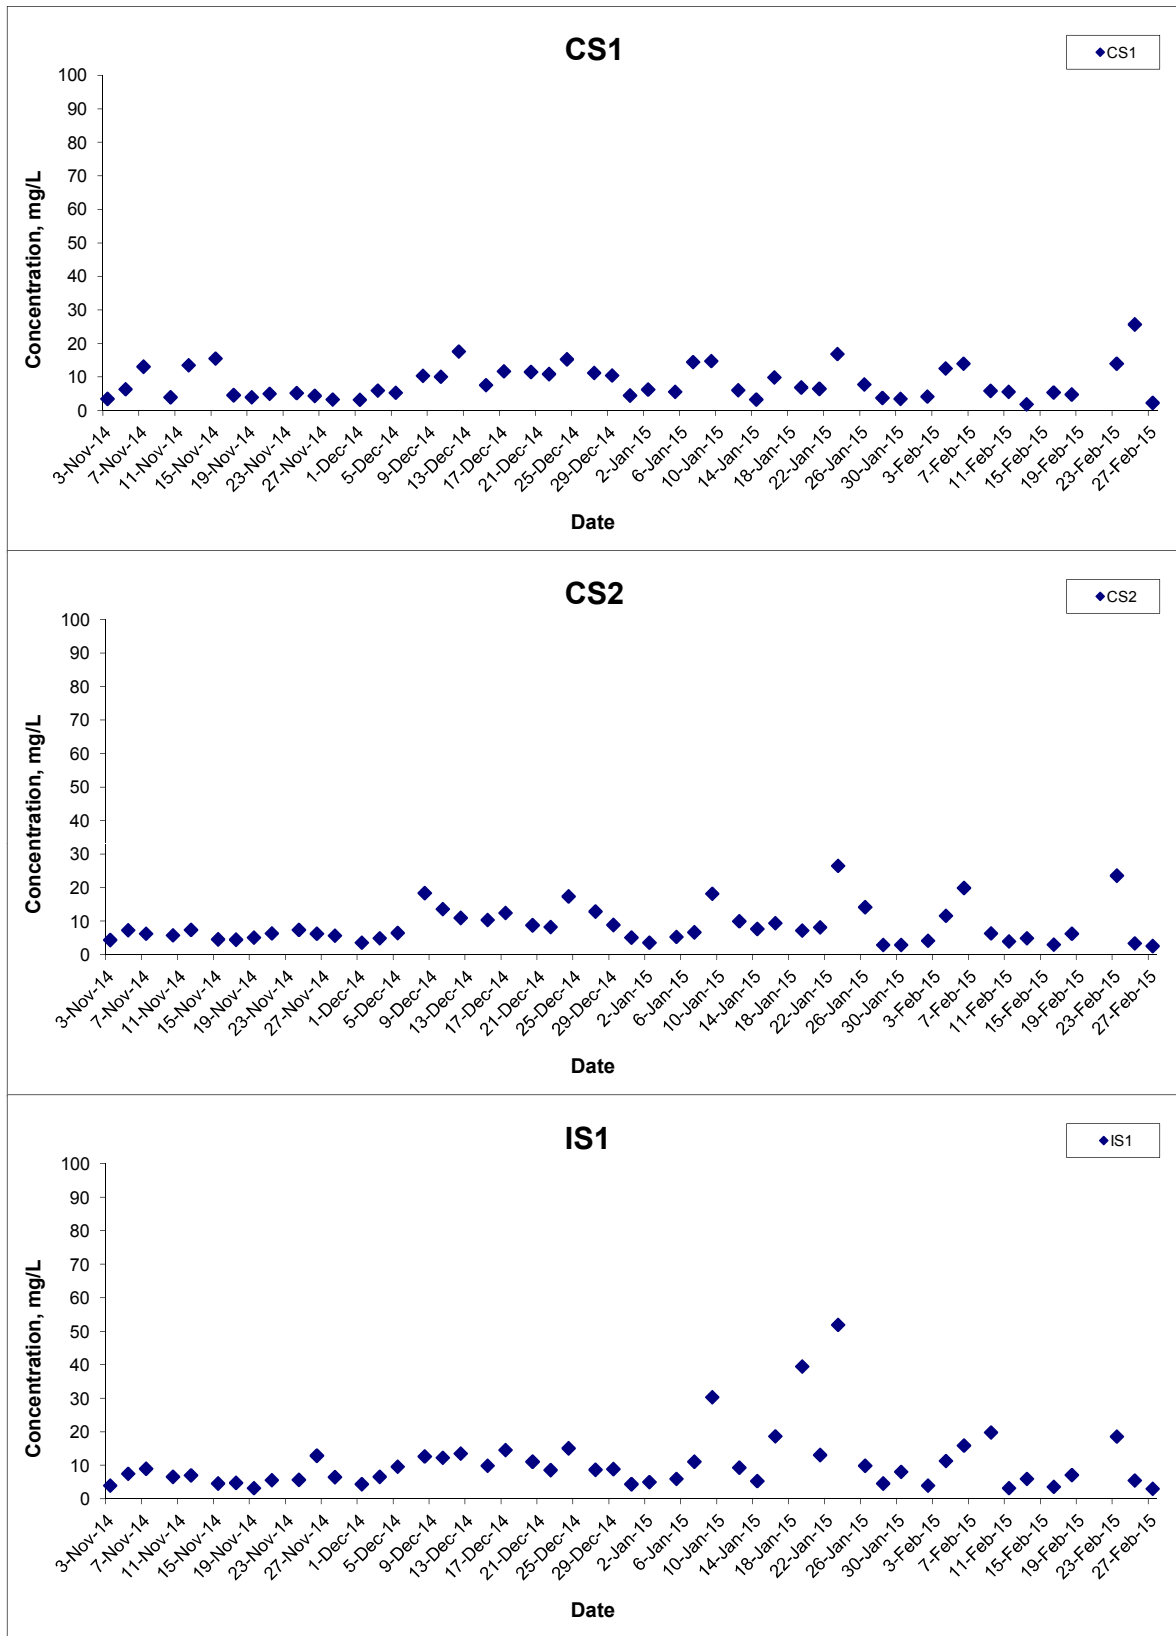 CS1
CS1
100
90
80
70
60
50
40
30
20
10
0
Concentration, mg/L
3-Nov-14
7-Nov-14
11-Nov-14
15-Nov-14
19-Nov-14
23-Nov-14
27-Nov-14
1-Dec-14
5-Dec-14
9-Dec-14
13-Dec-14
17-Dec-14
21-Dec-14
25-Dec-14
29-Dec-14
2-Jan-15
6-Jan-15
10-Jan-15
14-Jan-15
18-Jan-15
22-Jan-15
26-Jan-15
30-Jan-15
3-Feb-15
7-Feb-15
11-Feb-15
15-Feb-15
19-Feb-15
23-Feb-15
27-Feb-15
Date
CS2
CS2
100
90
80
70
60
50
40
30
20
10
0
Concentration, mg/L
3-Nov-14
7-Nov-14
11-Nov-14
15-Nov-14
19-Nov-14
23-Nov-14
27-Nov-14
1-Dec-14
5-Dec-14
9-Dec-14
13-Dec-14
17-Dec-14
21-Dec-14
25-Dec-14
29-Dec-14
2-Jan-15
6-Jan-15
10-Jan-15
14-Jan-15
18-Jan-15
22-Jan-15
26-Jan-15
30-Jan-15
3-Feb-15
7-Feb-15
11-Feb-15
15-Feb-15
19-Feb-15
23-Feb-15
27-Feb-15
Date
IS1
IS1
100
90
80
70
60
50
40
30
20
10
0
Concentration, mg/L
3-Nov-14
7-Nov-14
11-Nov-14
15-Nov-14
19-Nov-14
23-Nov-14
27-Nov-14
1-Dec-14
5-Dec-14
9-Dec-14
13-Dec-14
17-Dec-14
21-Dec-14
25-Dec-14
29-Dec-14
2-Jan-15
6-Jan-15
10-Jan-15
14-Jan-15
18-Jan-15
22-Jan-15
26-Jan-15
30-Jan-15
3-Feb-15
7-Feb-15
11-Feb-15
15-Feb-15
19-Feb-15
23-Feb-15
27-Feb-15
Date